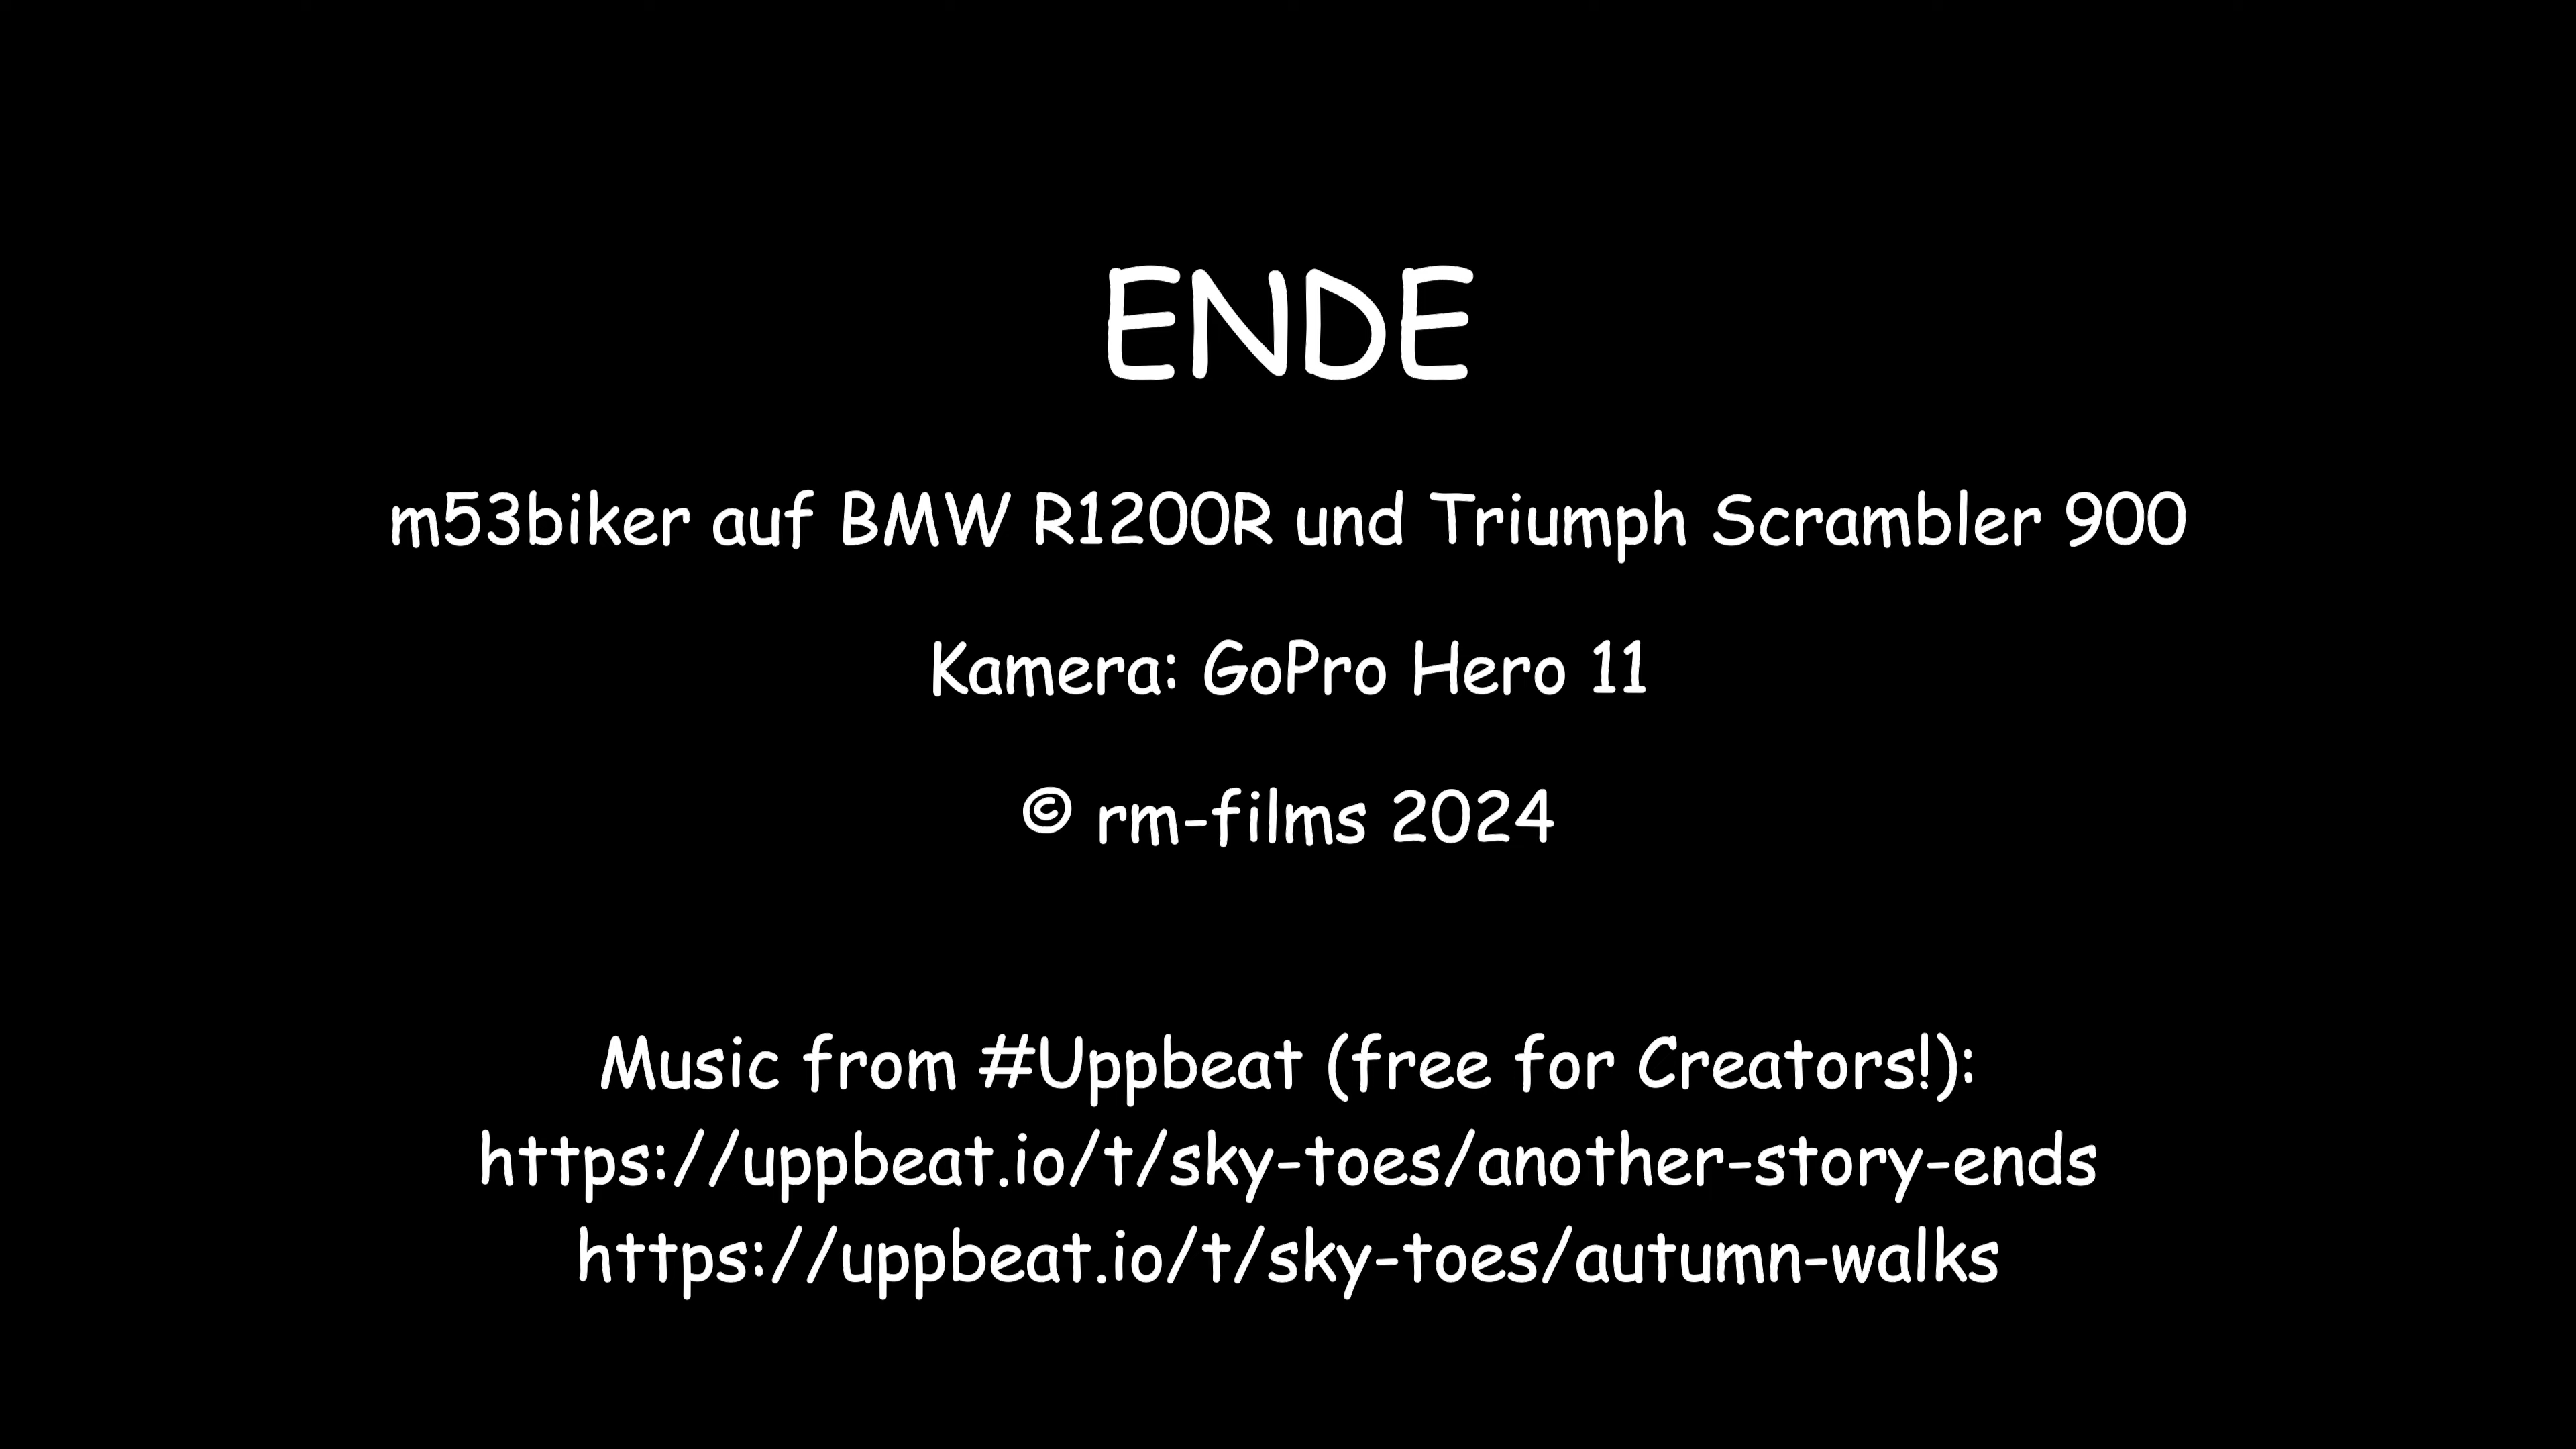 ENDE
m53biker auf BMW R1200R und Triumph Scrambler 900
Kamera: GoPro Hero 11
© rm-films 2024
Music from #Uppbeat (free for Creators!):
https://uppbeat.io/t/sky-toes/another-story-ends
https://uppbeat.io/t/sky-toes/autumn-walks